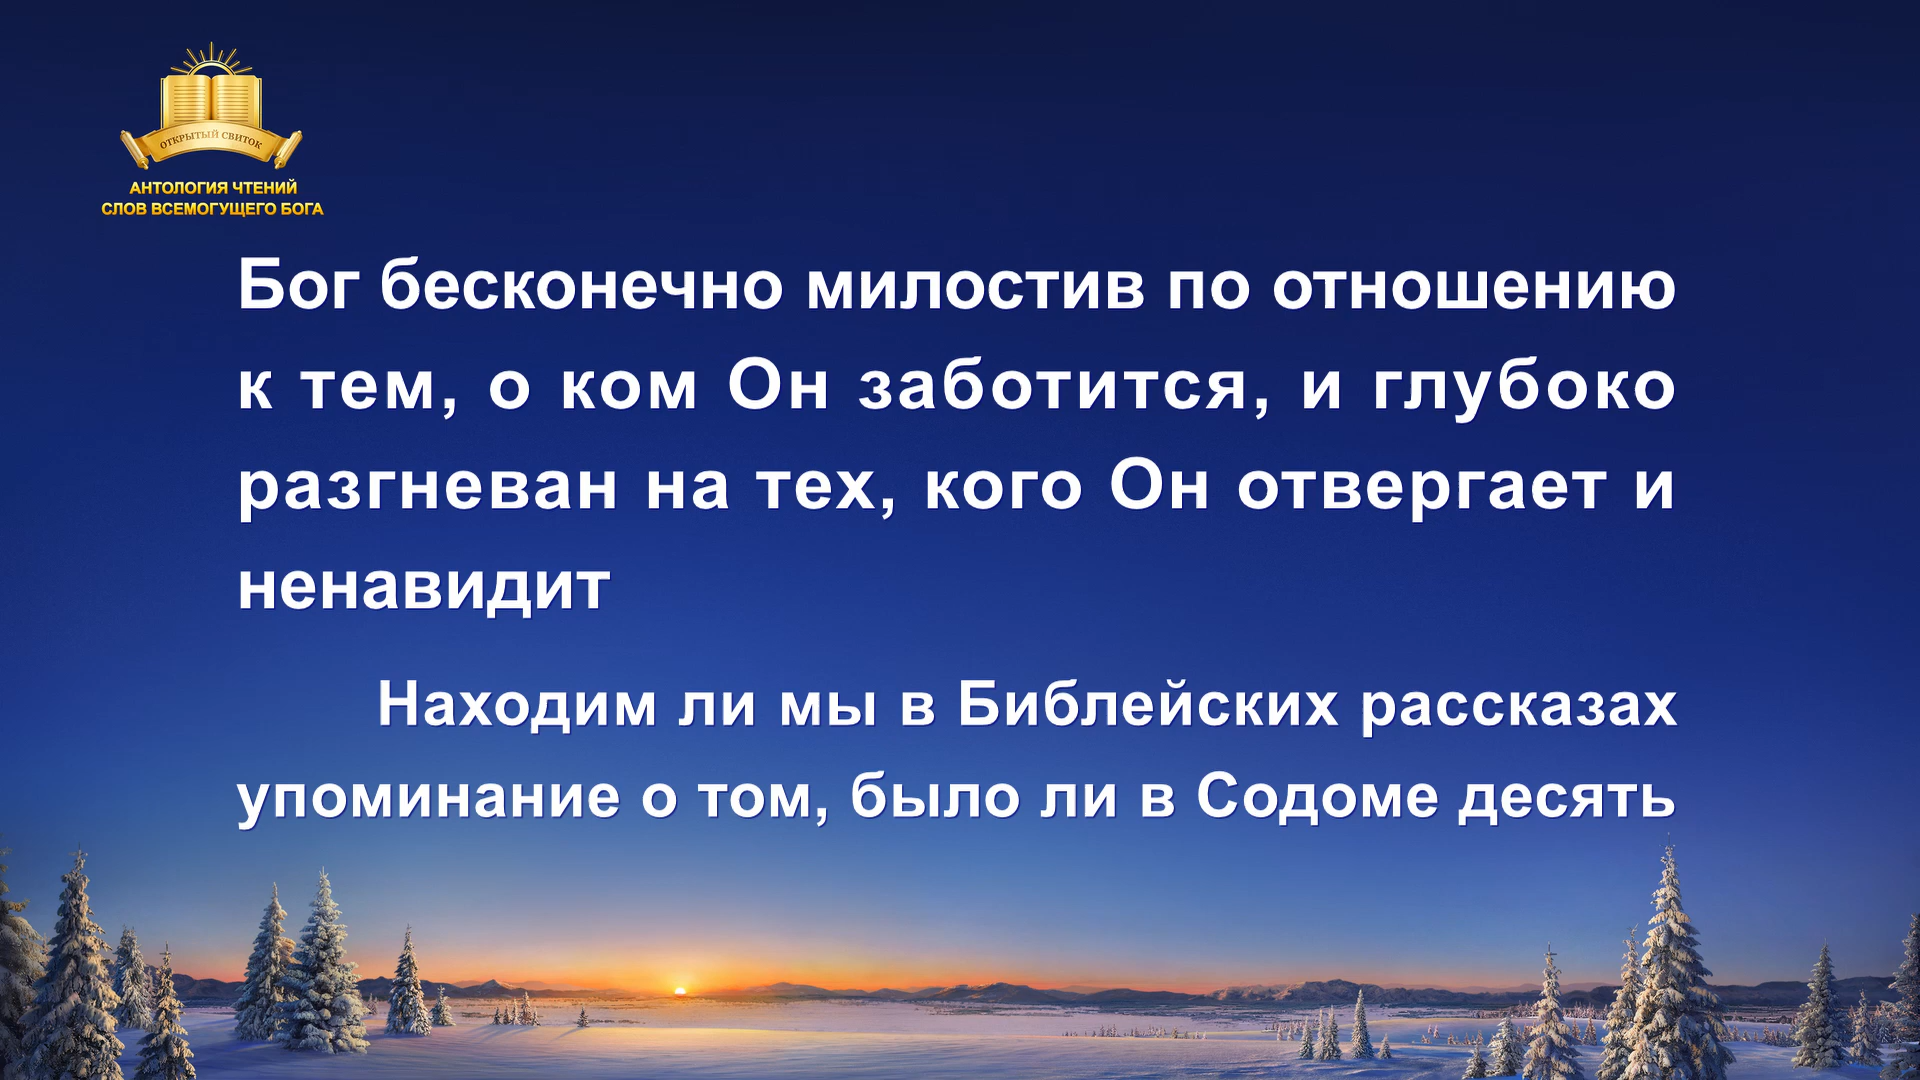 ОТКРЫТЫЙ СВИТОК
АНТОЛОГИЯ ЧТЕНИЙ
СЛОВ ВСЕМОГУЩЕГО БОГА
Бог бесконечно милостив по отношению
к тем, о ком Он заботится, и глубоко
разгневан на тех, кого Он отвергает и
ненавидит
Находим ли мы в Библейских рассказах
упоминание о том, было ли в Содоме десять